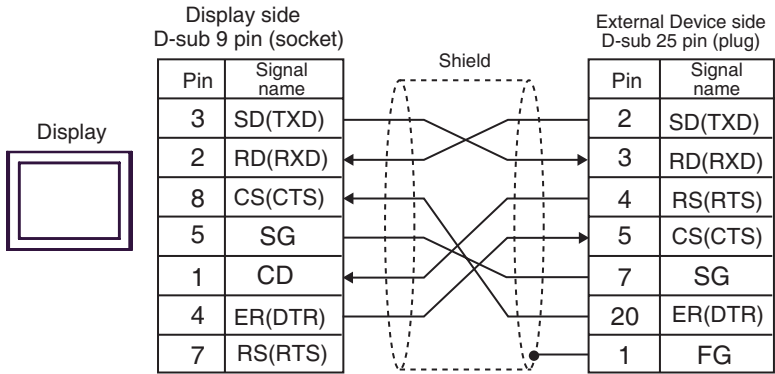 Display side
D-sub 9 pin (socket)
External Device side
D-sub 25 pin (plug)
Shield
Display
Pin Signal name
3 SD(TXD)
2 RD(RXD)
8 CS(CTS)
5 SG
1 CD
4 ER(DTR)
7 RS(RTS)
Pin Signal name
2 SD(TXD)
3 RD(RXD)
4 RS(RTS)
5 CS(CTS)
7 SG
20 ER(DTR)
1 FG